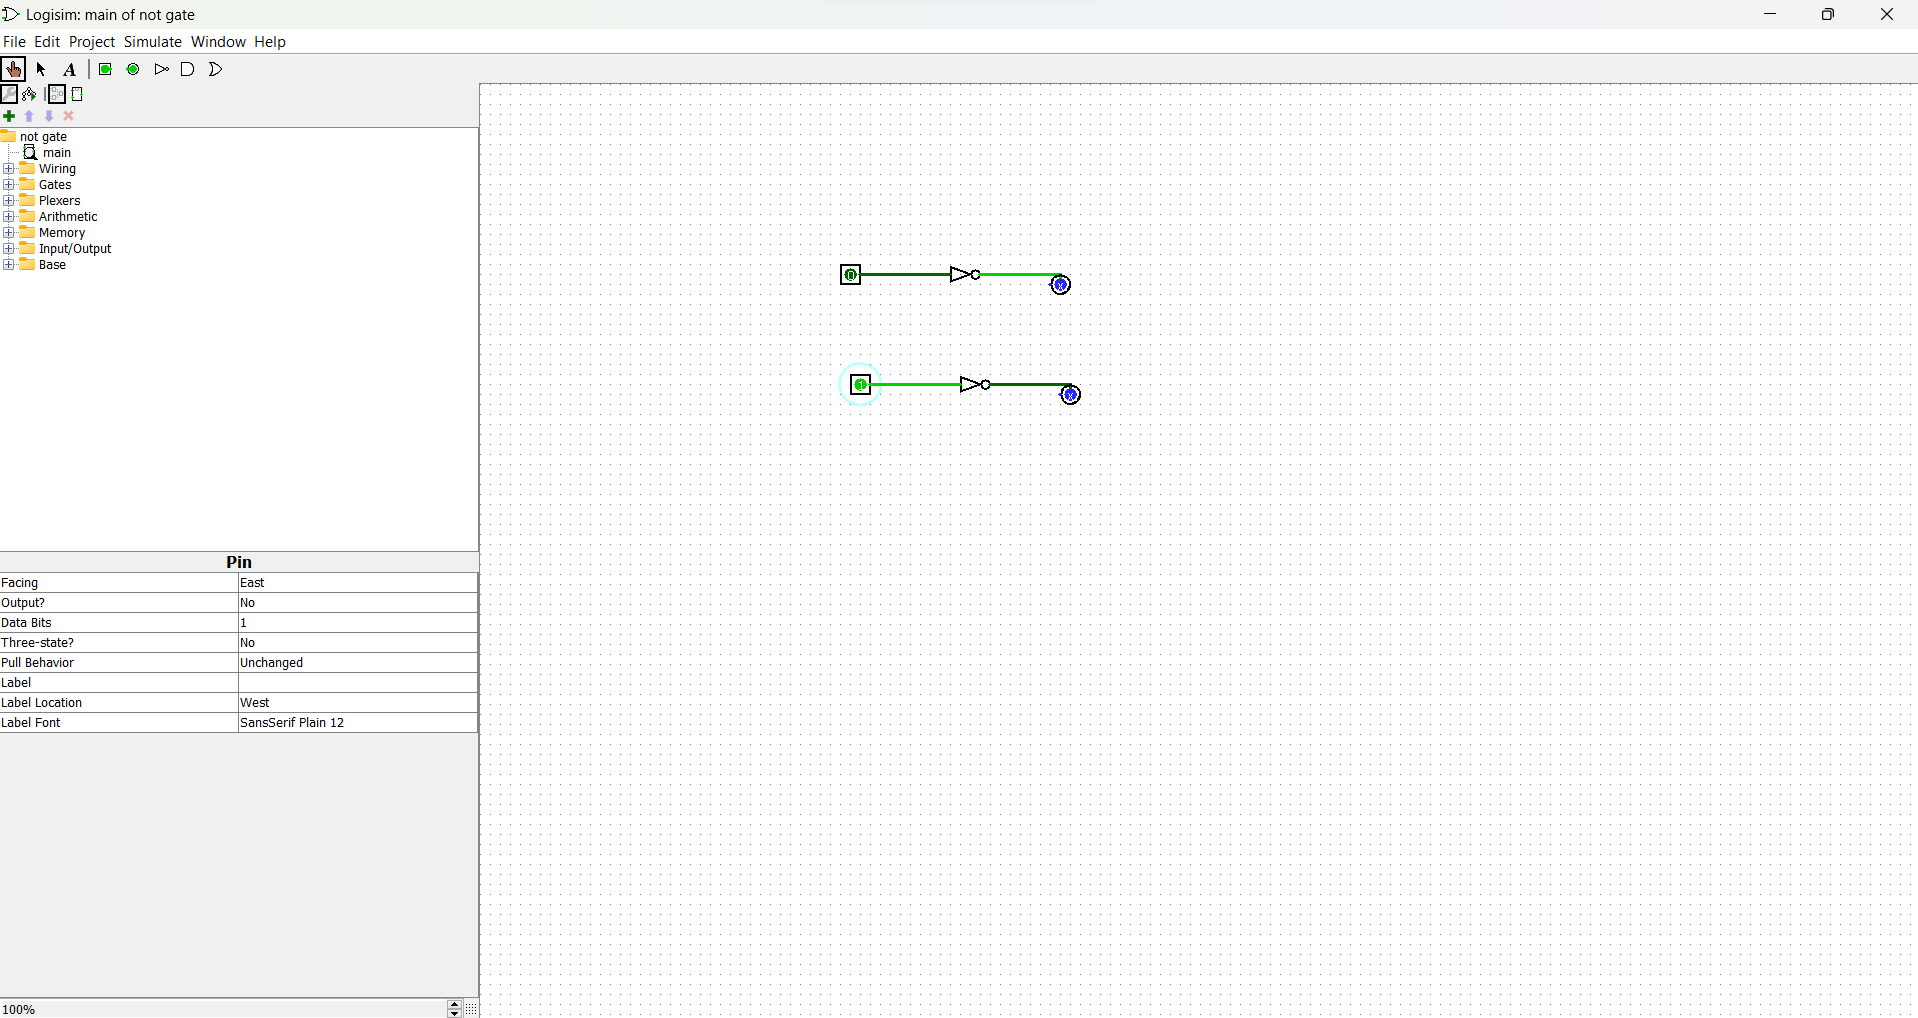 Logisim: main of not gate
File Edit Project Simulate Window Help
A
not gate
main
Wiring
Gates
Plexers
Arithmetic
Memory
Input/Output
Base
0
x
1
x
Pin
Facing East
Output? No
Data Bits 1
Three-state? No
Pull Behavior Unchanged
Label
Label Location West
Label Font SansSerif Plain 12
100%